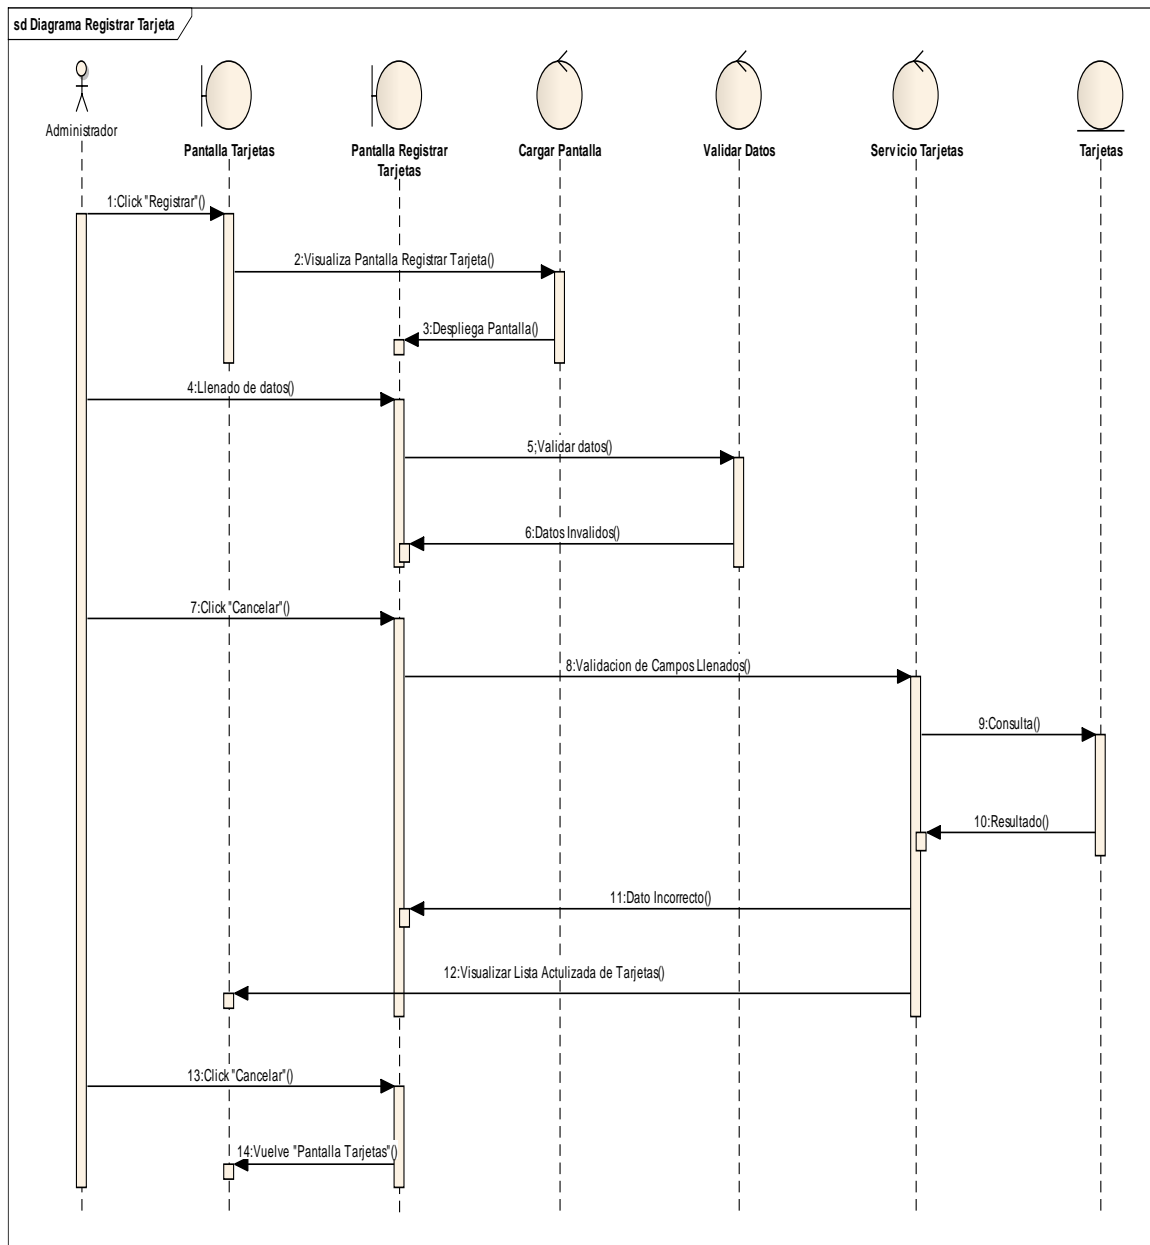 sd Diagrama Registrar Tarjeta
Administrador
Pantalla Tarjetas
Pantalla Registrar
Tarjetas
Cargar Pantalla
Validar Datos
Servicio Tarjetas
Tarjetas
1:Click "Registrar"()
2:Visualiza Pantalla Registrar Tarjeta()
3:Despliega Pantalla()
4:Llenado de datos()
5;Validar datos()
6:Datos Invalidos()
7:Click "Cancelar"()
8:Validacion de Campos Llenados()
9:Consulta()
10:Resultado()
11:Dato Incorrecto()
12:Visualizar Lista Actulizada de Tarjetas()
13:Click "Cancelar"()
14:Vuelve "Pantalla Tarjetas"()